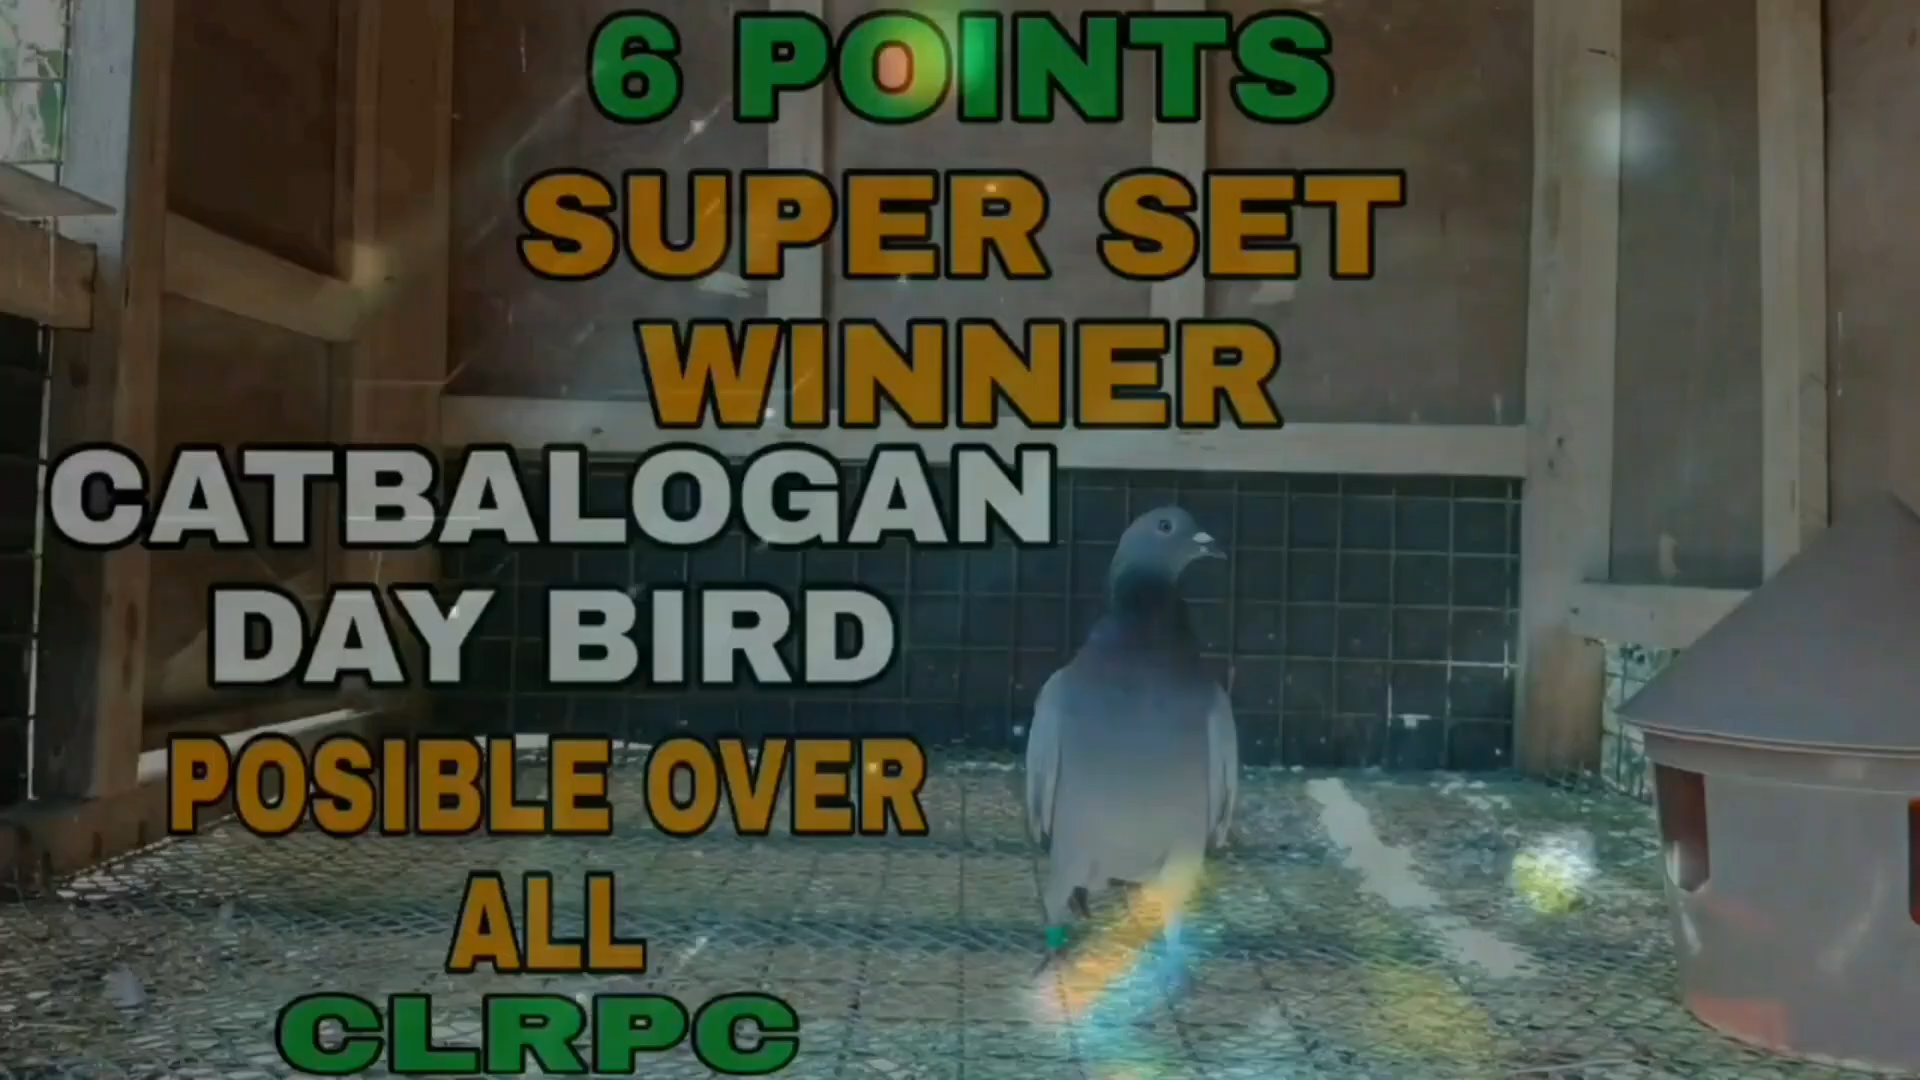 6 POINTS
SUPER SET
WINNER
CATBALOGAN
DAY BIRD
POSIBLE OVER
ALL
CLRPC